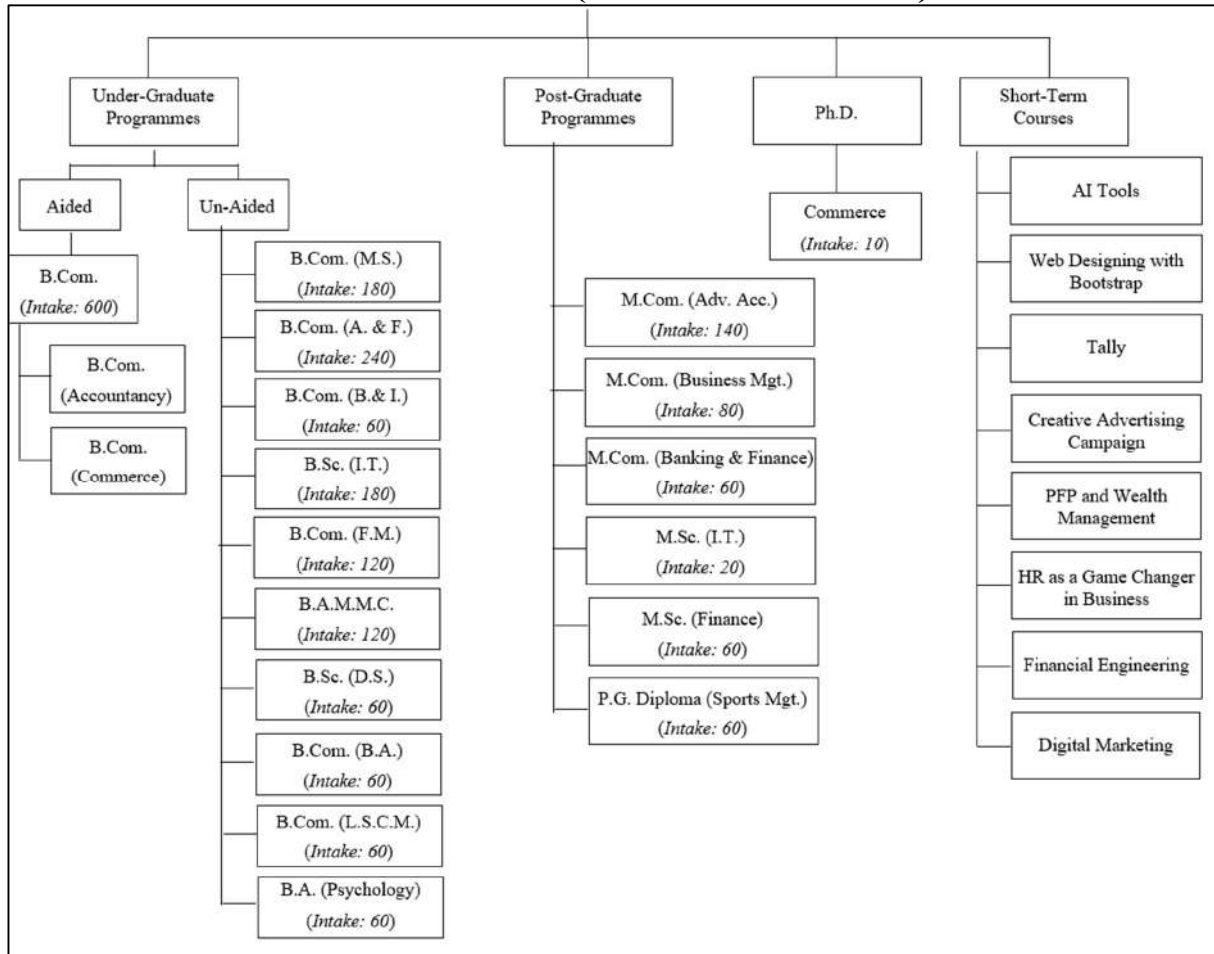 Under-Graduate
Programmes
Post-Graduate
Programmes
Ph.D.
Short-Term
Courses
Aided
Un-Aided
B.Com.
(Intake: 600)
B.Com.
(Accountancy)
B.Com.
(Commerce)
B.Com. (M.S.)
(Intake: 180)
B.Com. (A. & F.)
(Intake: 240)
B.Com. (B.& I.)
(Intake: 60)
B.Sc. (I.T.)
(Intake: 180)
B.Com. (F.M.)
(Intake: 120)
B.A.M.M.C.
(Intake: 120)
B.Sc. (D.S.)
(Intake: 60)
B.Com. (B.A.)
(Intake: 60)
B.Com. (L.S.C.M.)
(Intake: 60)
B.A. (Psychology)
(Intake: 60)
M.Com. (Adv. Acc.)
(Intake: 140)
M.Com. (Business Mgt.)
(Intake: 80)
M.Com. (Banking & Finance)
(Intake: 60)
M.Sc. (I.T.)
(Intake: 20)
M.Sc. (Finance)
(Intake: 60)
P.G. Diploma (Sports Mgt.)
(Intake: 60)
Commerce
(Intake: 10)
AI Tools
Web Designing with
Bootstrap
Tally
Creative Advertising
Campaign
PFP and Wealth
Management
HR as a Game Changer
in Business
Financial Engineering
Digital Marketing